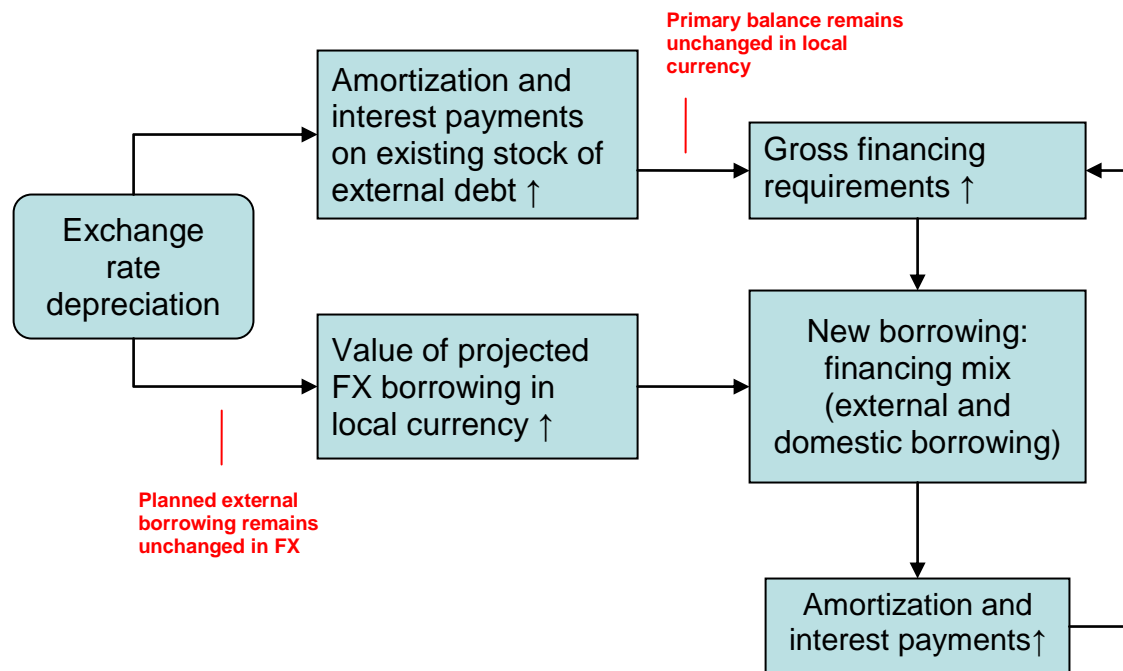 Primary balance remains
unchanged in local
currency
Amortization and
interest payments
on existing stock of
external debt ↑
Gross financing
requirements ↑
Exchange
rate
depreciation
Value of projected
FX borrowing in
local currency ↑
New borrowing:
financing mix
(external and
domestic borrowing)
Planned external
borrowing remains
unchanged in FX
Amortization and
interest payments↑